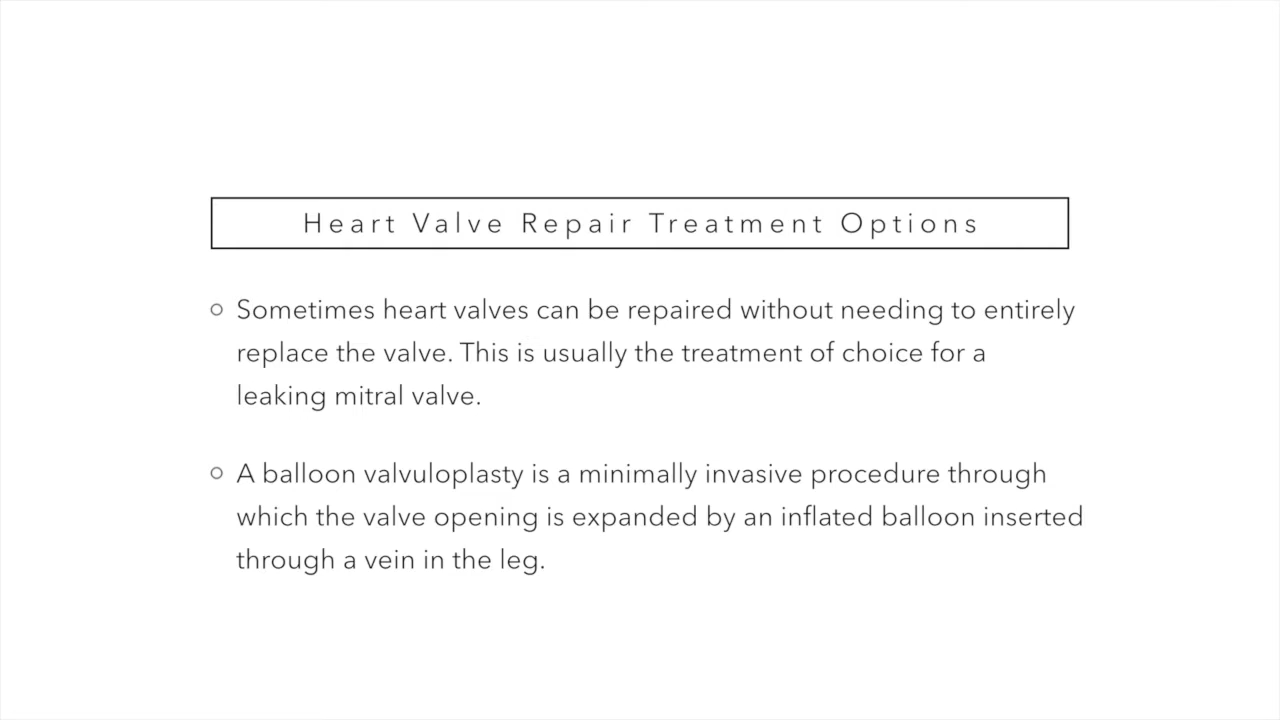 Heart Valve Repair Treatment Options
Sometimes heart valves can be repaired without needing to entirely
replace the valve. This is usually the treatment of choice for a
leaking mitral valve.
A balloon valvuloplasty is a minimally invasive procedure through
which the valve opening is expanded by an inflated balloon inserted
through a vein in the leg.